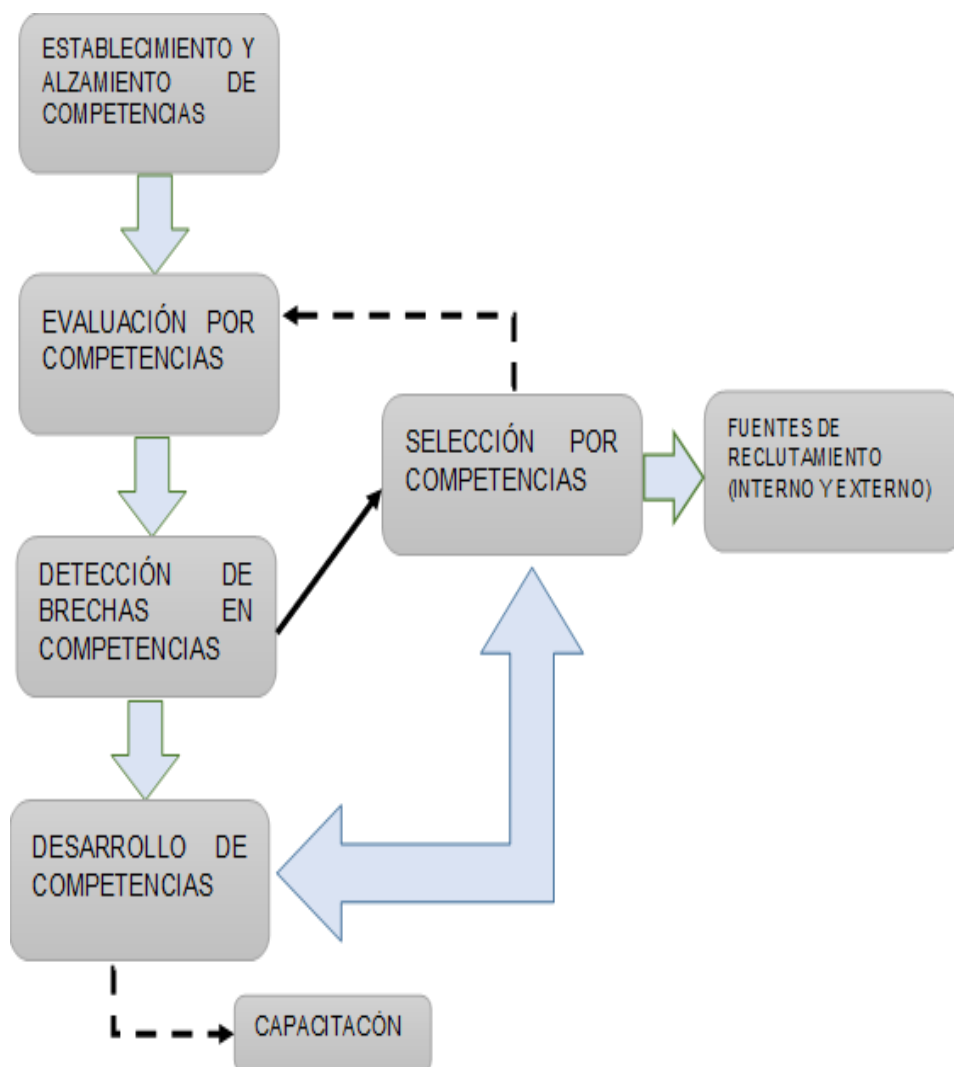 ESTABLECIMIENTO Y
ALZAMIENTO DE
COMPETENCIAS
EVALUACIÓN POR
COMPETENCIAS
SELECCIÓN POR
COMPETENCIAS
FUENTES DE
RECLUTAMIENTO
(INTERNO Y EXTERNO)
DETECCIÓN DE
BRECHAS EN
COMPETENCIAS
DESARROLLO DE
COMPETENCIAS
CAPACITACÓN